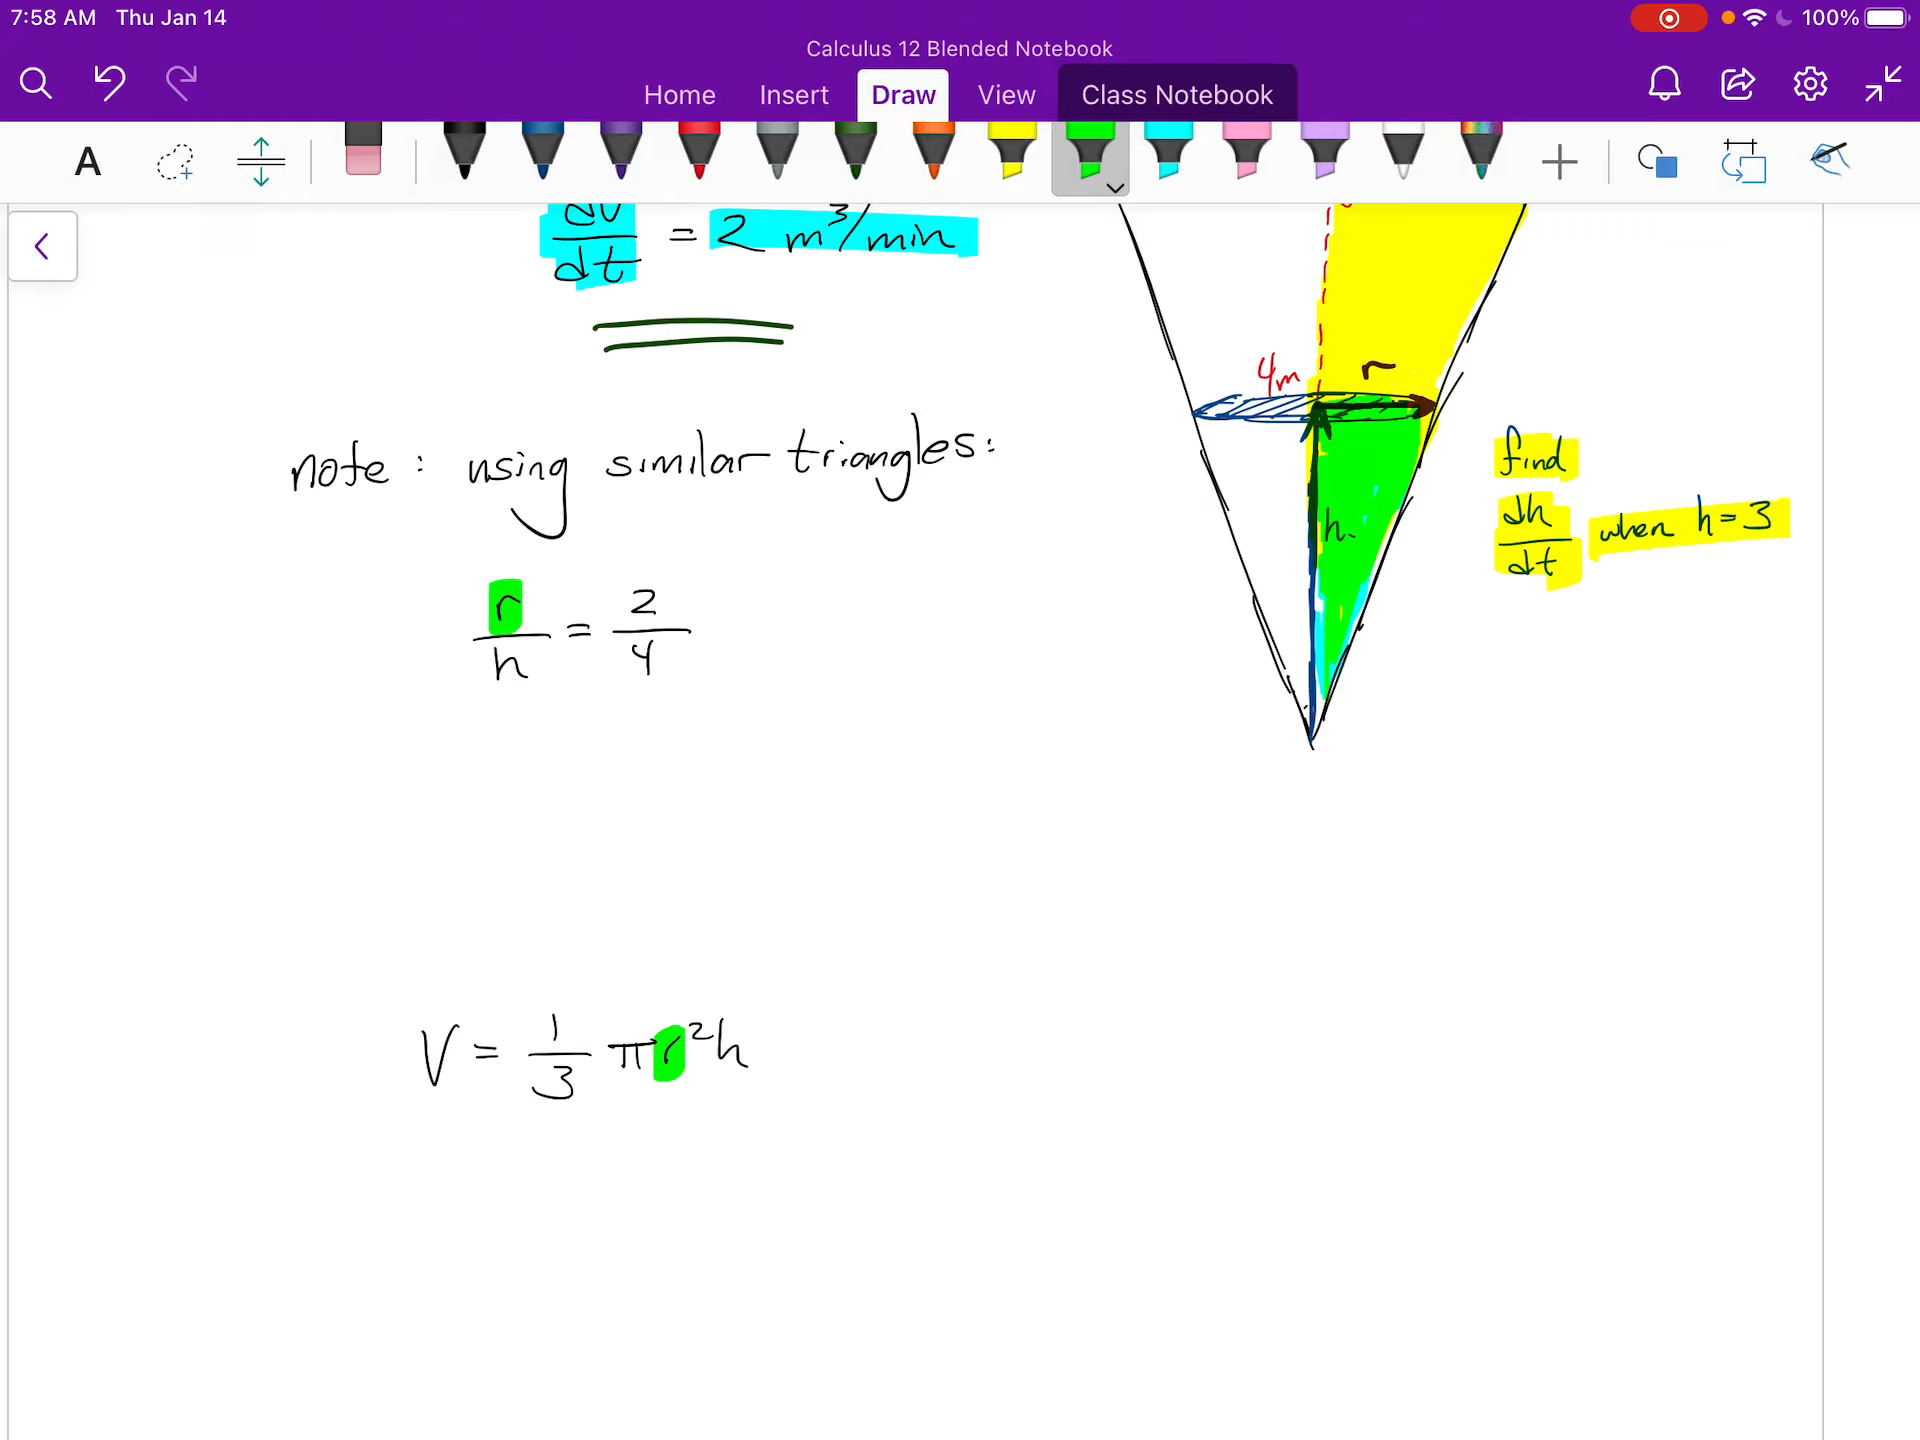 7:58 AM Thu Jan 14
100%
Calculus 12 Blended Notebook
Home Insert Draw View Class Notebook
A
dV/dt = 2 m³/min
4m
r
note : using similar triangles:
h
find
dh/dt when h = 3
r/h = 2/4
V = 1/3 πr²h